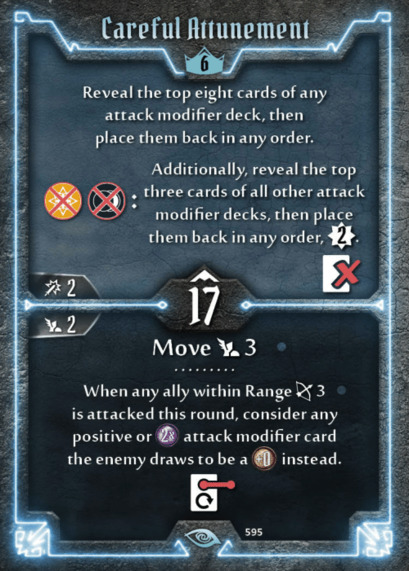 Careful Attunement
6
Reveal the top eight cards of any
attack modifier deck, then
place them back in any order.
Additionally, reveal the top
: three cards of all other attack
modifier decks, then place
them back in any order, 2.
2
17
2
Move 3
When any ally within Range 3
is attacked this round, consider any
positive or 2x attack modifier card
the enemy draws to be a +0 instead.
595